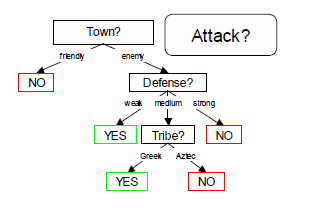 Town?
Attack?
friendly enemy
NO Defense?
weak medium strong
YES Tribe? NO
Greek Aztec
YES NO